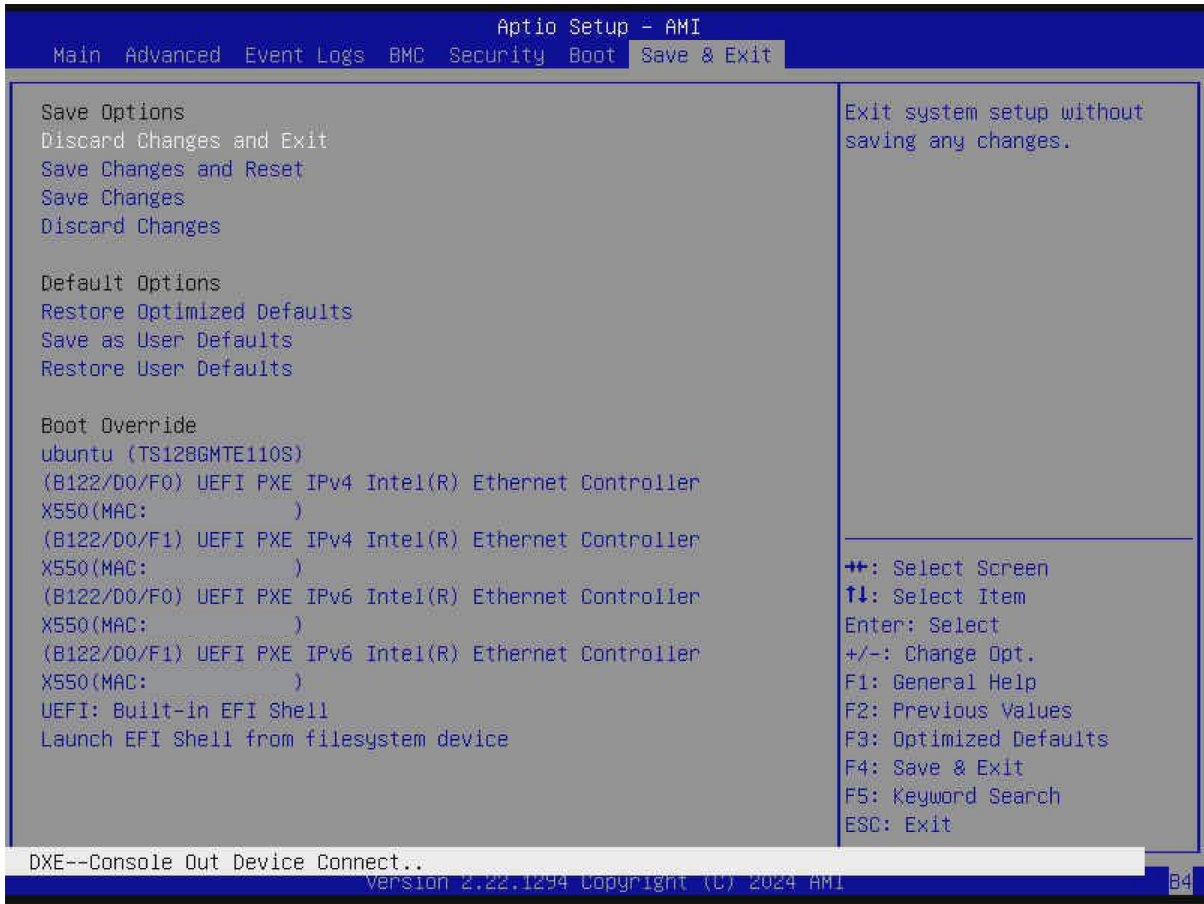 Aptio Setup – AMI
Main Advanced Event Logs BMC Security Boot Save & Exit
Save Options
Discard Changes and Exit
Save Changes and Reset
Save Changes
Discard Changes
Default Options
Restore Optimized Defaults
Save as User Defaults
Restore User Defaults
Boot Override
ubuntu (TS128GMTE110S)
(B122/D0/F0) UEFI PXE IPv4 Intel(R) Ethernet Controller
X550(MAC: )
(B122/D0/F1) UEFI PXE IPv4 Intel(R) Ethernet Controller
X550(MAC: )
(B122/D0/F0) UEFI PXE IPv6 Intel(R) Ethernet Controller
X550(MAC: )
(B122/D0/F1) UEFI PXE IPv6 Intel(R) Ethernet Controller
X550(MAC: )
UEFI: Built-in EFI Shell
Launch EFI Shell from filesystem device
Exit system setup without
saving any changes.
→←: Select Screen
↑↓: Select Item
Enter: Select
+/-: Change Opt.
F1: General Help
F2: Previous Values
F3: Optimized Defaults
F4: Save & Exit
F5: Keyword Search
ESC: Exit
DXE--Console Out Device Connect..
Version 2.22.1294 Copyright (C) 2024 AMI
B4